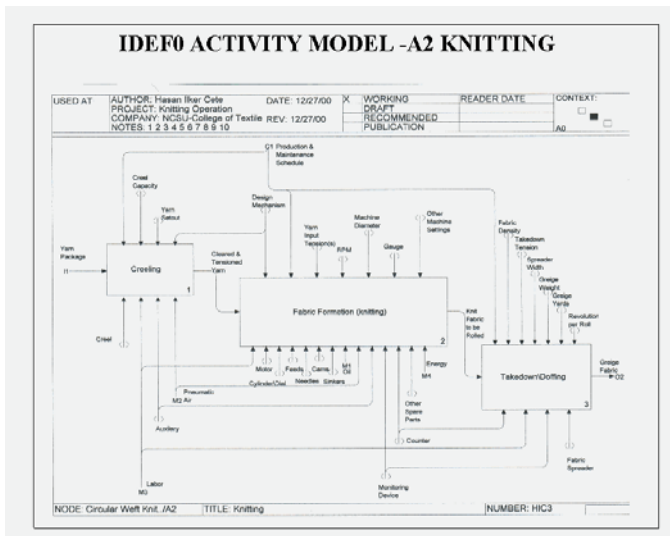 IDEF0 ACTIVITY MODEL -A2 KNITTING
USED AT
AUTHOR: Hasan Ilker Cete
DATE: 12/27/00
X
WORKING
READER DATE
CONTEXT:
PROJECT: Knitting Operation
DRAFT
COMPANY: NCSU-College of Textile
REV: 12/27/00
RECOMMENDED
NOTES: 1 2 3 4 5 6 7 8 9 10
PUBLICATION
A0
C1 Production &
Maintenance
Schedule
Creel
Capacity
Yarn
Design
Mechanism
Yarn
Input
Tension(s)
RPM
Machine
Diameter
Gauge
Other
Machine
Settings
Fabric
Density
Takedown
Tension
Spreader
Width
Greige
Weight
Greige
Yards
Revolution
per Roll
Yarn
Package
I1
Creeling
1
Cleaned &
Tensioned
Yarn
Fabric Formation (knitting)
2
Knit
Fabric
to be
Rolled
Takedown\Doffing
3
Greige
Fabric
O2
Creel
Motor
Feeds
Cams
M1
Oil
Energy
M4
Cylinder\Dial
Needles
Sinkers
Pneumatic
M2 Air
Auxiliary
Other
Spare
Parts
Counter
Labor
M3
Monitoring
Device
Fabric
Spreader
NODE: Circular Weft Knit../A2
TITLE: Knitting
NUMBER: HIC3